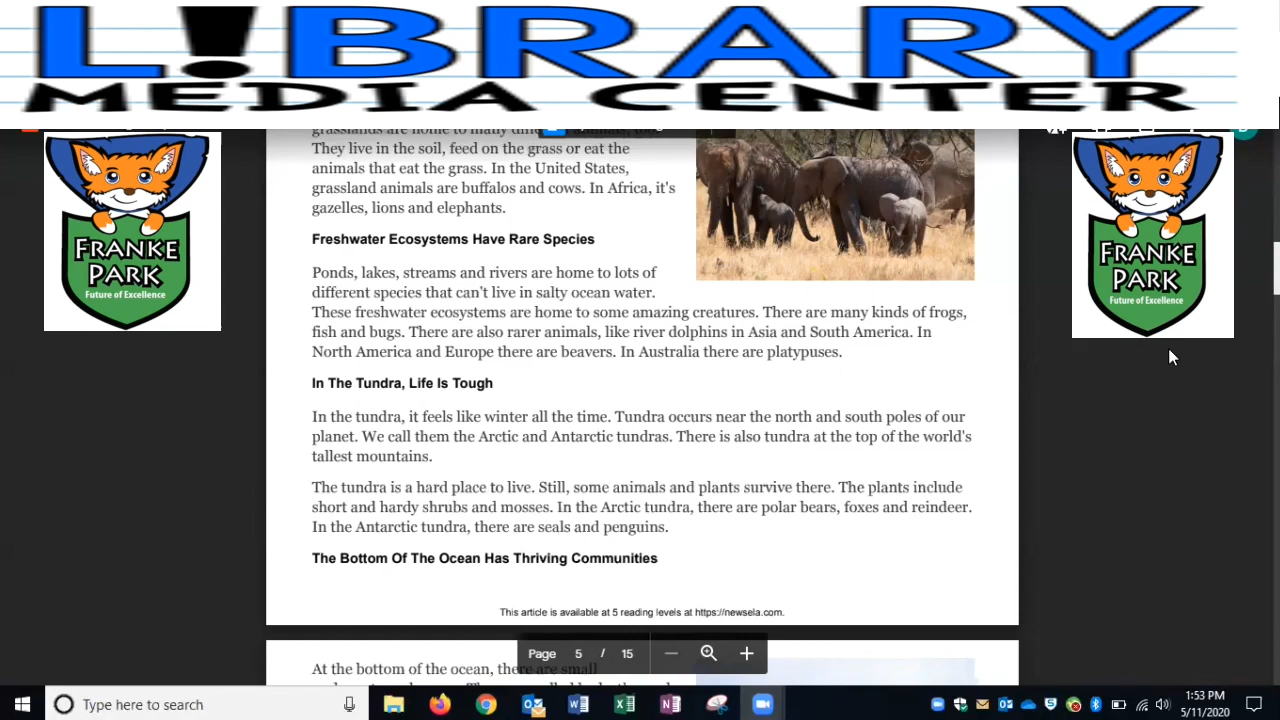 L!BRARY
MEDIA CENTER
FRANKE
PARK
Future of Excellence
FRANKE
PARK
Future of Excellence
grasslands are home to many
They live in the soil, feed on the grass or eat the
animals that eat the grass. In the United States,
grassland animals are buffalos and cows. In Africa, it's
gazelles, lions and elephants.
Freshwater Ecosystems Have Rare Species
Ponds, lakes, streams and rivers are home to lots of
different species that can't live in salty ocean water.
These freshwater ecosystems are home to some amazing creatures. There are many kinds of frogs,
fish and bugs. There are also rarer animals, like river dolphins in Asia and South America. In
North America and Europe there are beavers. In Australia there are platypuses.
In The Tundra, Life Is Tough
In the tundra, it feels like winter all the time. Tundra occurs near the north and south poles of our
planet. We call them the Arctic and Antarctic tundras. There is also tundra at the top of the world's
tallest mountains.
The tundra is a hard place to live. Still, some animals and plants survive there. The plants include
short and hardy shrubs and mosses. In the Arctic tundra, there are polar bears, foxes and reindeer.
In the Antarctic tundra, there are seals and penguins.
The Bottom Of The Ocean Has Thriving Communities
This article is available at 5 reading levels at https://newsela.com.
Page 5 / 15
At the bottom of the ocean, there are small
Type here to search
1:53 PM
5/11/2020